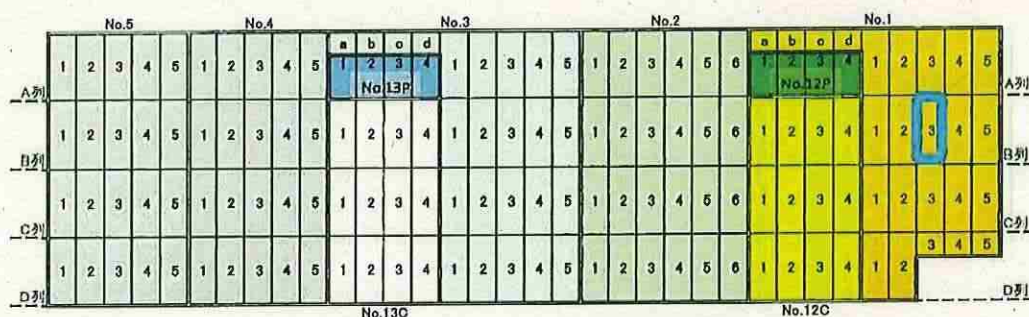 No.5 No.4 No.3 No.2 No.1
a b c d a b c d
1 2 3 4 5 1 2 3 4 5 1 2 3 4 1 2 3 4 5 1 2 3 4 5 6 1 2 3 4 1 2 3 4 5
No.13P No.12P
A列 A列
1 2 3 4 5 1 2 3 4 5 1 2 3 4 1 2 3 4 5 1 2 3 4 5 6 1 2 3 4 1 2 3 4 5
B列 B列
1 2 3 4 5 1 2 3 4 5 1 2 3 4 1 2 3 4 5 1 2 3 4 5 6 1 2 3 4 1 2 3 4 5
C列 C列
3 4 5
1 2 3 4 5 1 2 3 4 5 1 2 3 4 1 2 3 4 5 1 2 3 4 5 6 1 2 3 4 1 2
D列 D列
No.13C No.12C